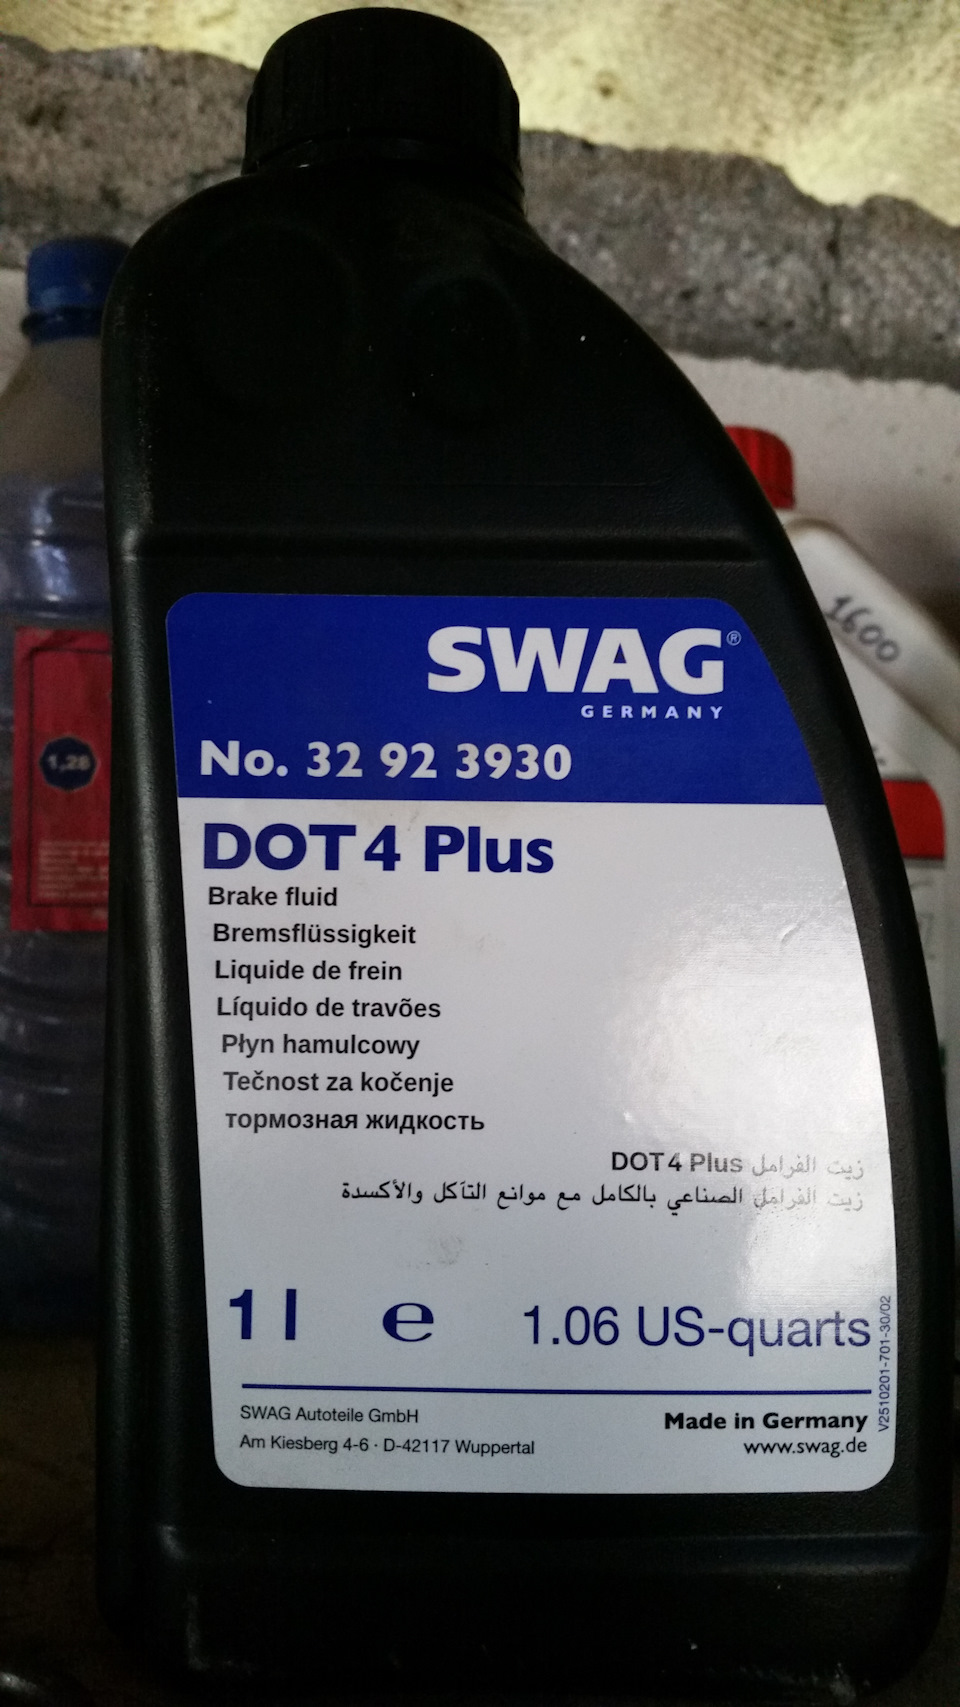 SWAG®
GERMANY
No. 32 92 3930
DOT 4 Plus
Brake fluid
Bremsflüssigkeit
Liquide de frein
Líquido de travões
Płyn hamulcowy
Tečnost za kočenje
тормозная жидкость
زيت الفرامل DOT 4 Plus
زيت الفرامل الصناعي بالكامل مع موانع التآكل والأكسدة
1 l e 1.06 US-quarts
V2510201-701-30/02
SWAG Autoteile GmbH
Am Kiesberg 4-6 · D-42117 Wuppertal
Made in Germany
www.swag.de
1,26
1600